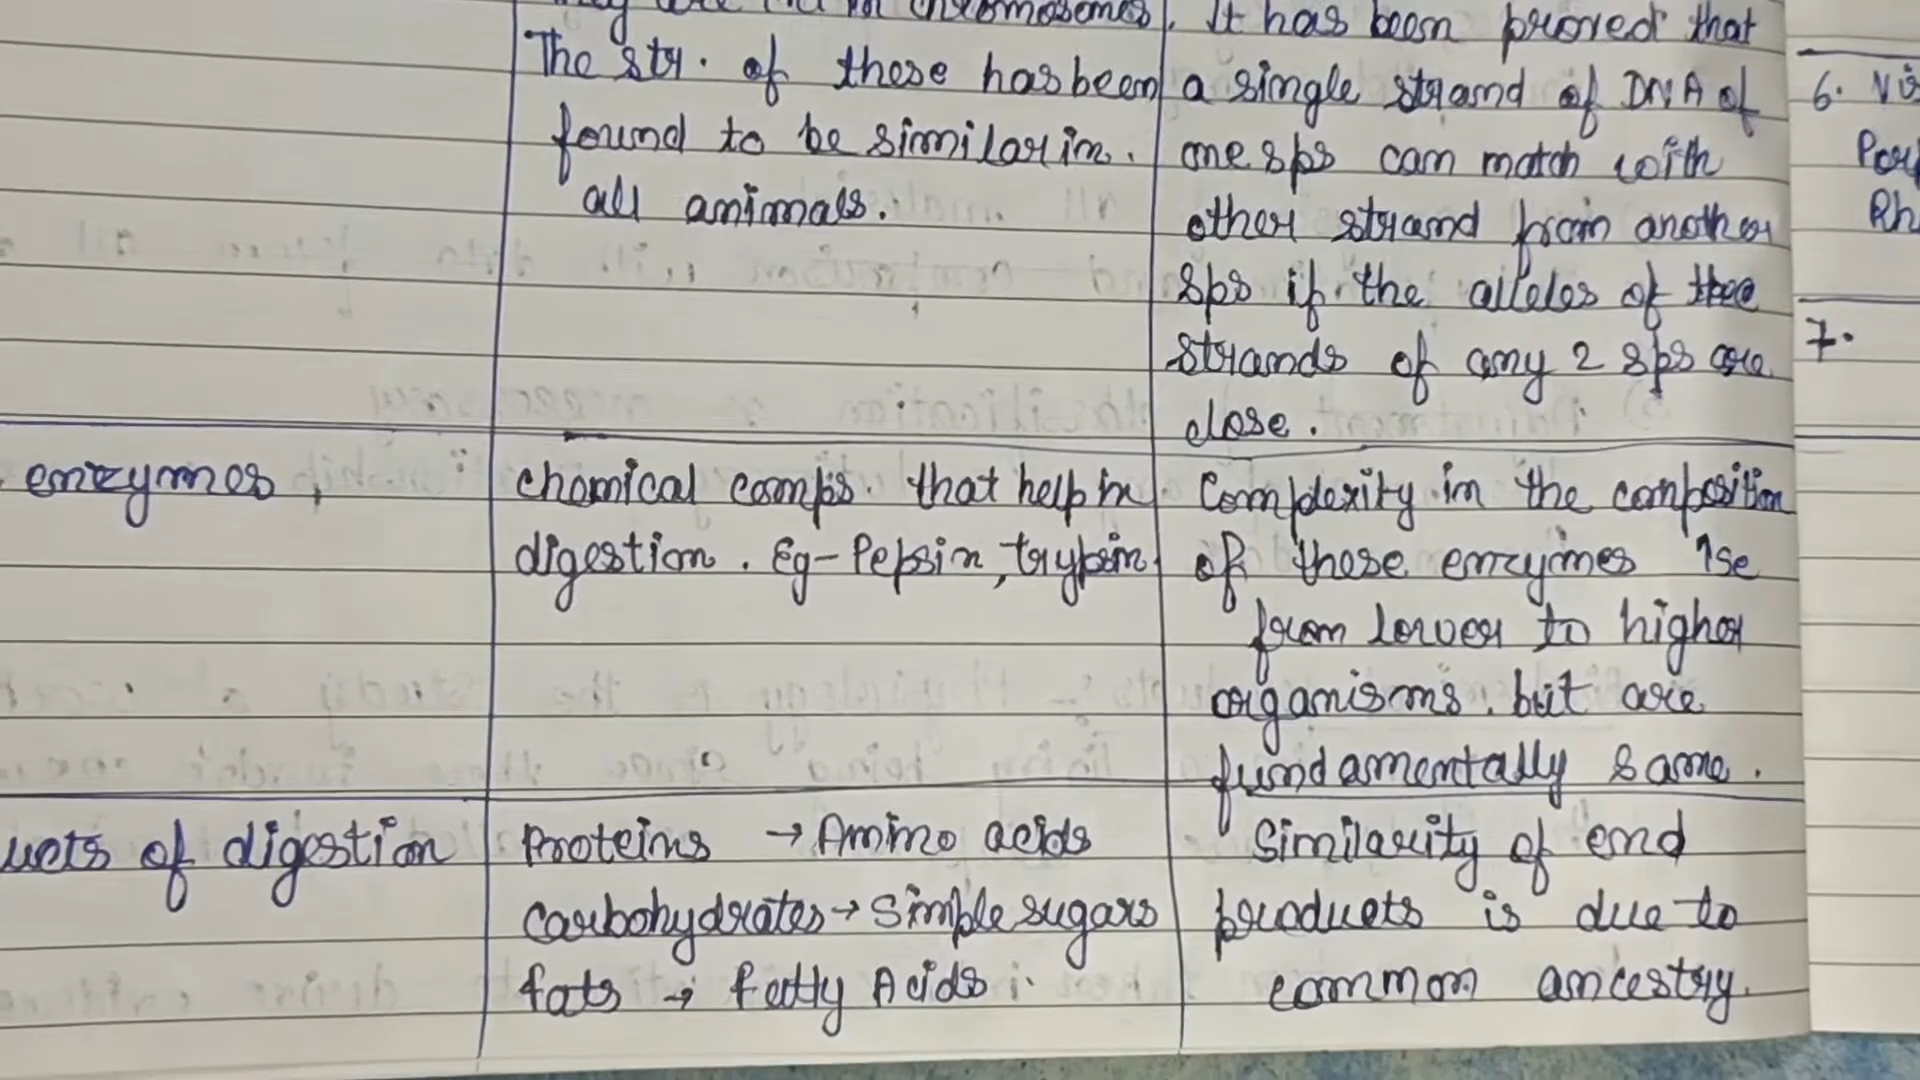 in chromosomes.
The str. of these has been
found to be similar in.
all animals.
It has been proved that
a single strand of DNA of
one sps can match with
other strand from another
sps if the alleles of these
strands of any 2 sps are
close.
enzymes,
chemical comps. that help in
digestion. Eg- Pepsin, trypsin.
Complexity in the composition
of these enzymes ↑se
from lower to higher
organisms. but are
fundamentally same.
of digestion
Proteins → Amino acids
Carbohydrates → Simple sugars
fats → fatty Acids.
Similarity of end
products is due to
common ancestry.
6.
7.